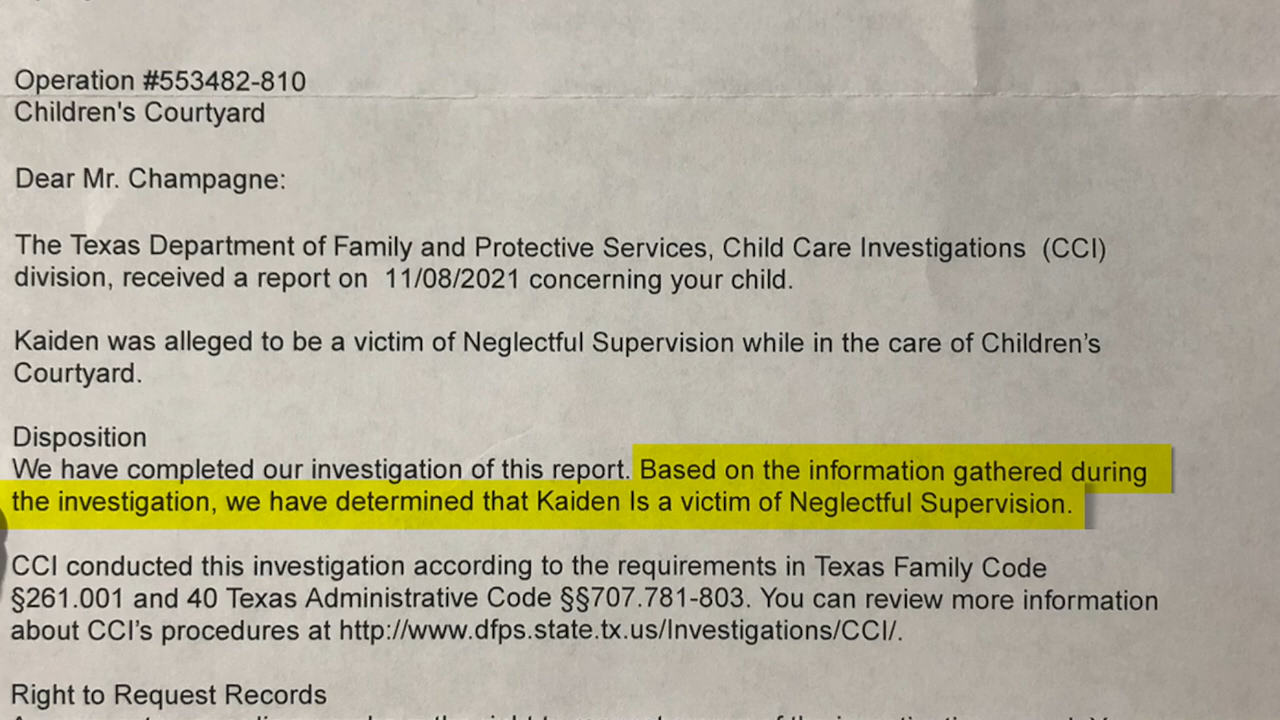 Operation #553482-810
Children's Courtyard
Dear Mr. Champagne:
The Texas Department of Family and Protective Services, Child Care Investigations (CCI)
division, received a report on 11/08/2021 concerning your child.
Kaiden was alleged to be a victim of Neglectful Supervision while in the care of Children’s
Courtyard.
Disposition
We have completed our investigation of this report. Based on the information gathered during
the investigation, we have determined that Kaiden Is a victim of Neglectful Supervision.
CCI conducted this investigation according to the requirements in Texas Family Code
§261.001 and 40 Texas Administrative Code §§707.781-803. You can review more information
about CCI’s procedures at http://www.dfps.state.tx.us/Investigations/CCI/.
Right to Request Records